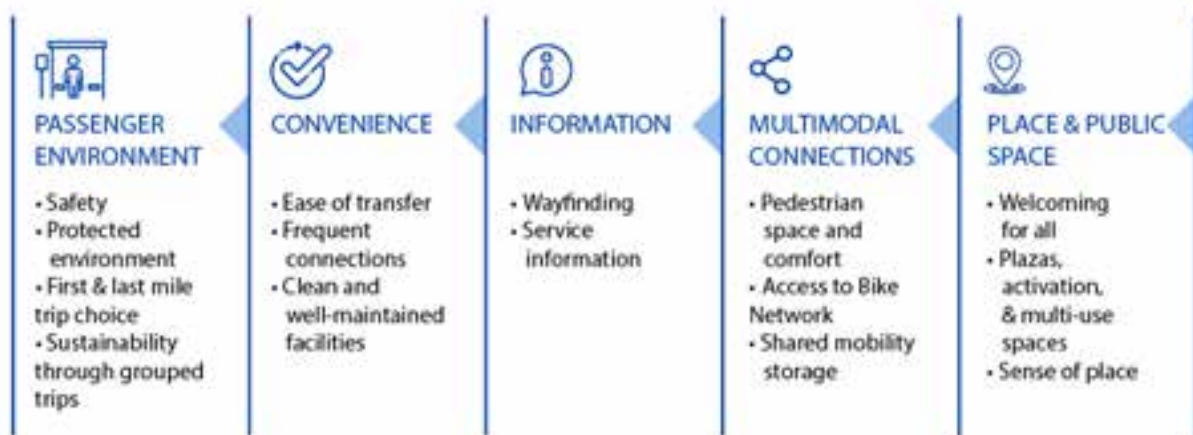 PASSENGER
ENVIRONMENT
• Safety
• Protected
environment
• First & last mile
trip choice
• Sustainability
through grouped
trips
CONVENIENCE
• Ease of transfer
• Frequent
connections
• Clean and
well-maintained
facilities
INFORMATION
• Wayfinding
• Service
information
MULTIMODAL
CONNECTIONS
• Pedestrian
space and
comfort
• Access to Bike
Network
• Shared mobility
storage
PLACE & PUBLIC
SPACE
• Welcoming
for all
• Plazas,
activation,
& multi-use
spaces
• Sense of place